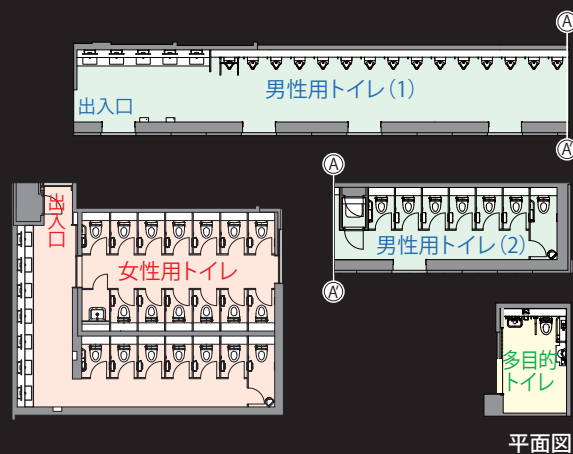 Ⓐ
男性用トイレ(1)
出入口
Ⓐ'
Ⓐ
出入口
男性用トイレ(2)
女性用トイレ
Ⓐ'
多目的
トイレ
平面図